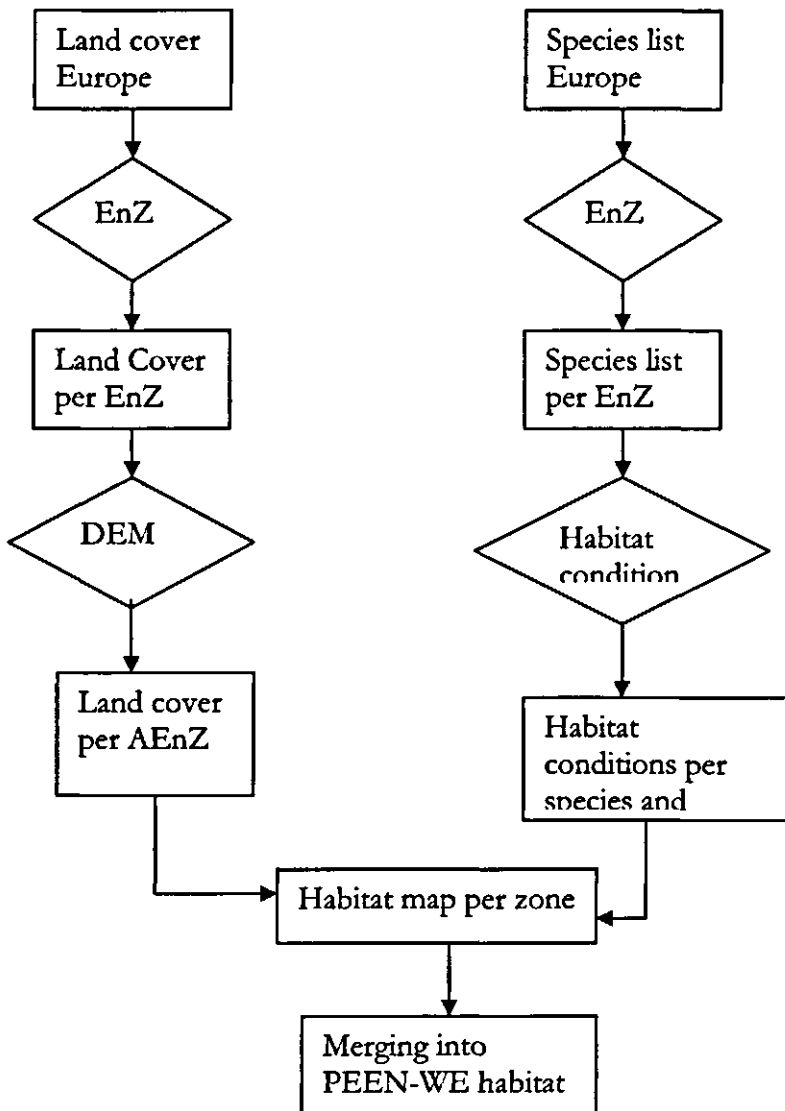 Land cover
Europe
EnZ
Land Cover
per EnZ
DEM
Land cover
per AEnZ
Species list
Europe
EnZ
Species list
per EnZ
Habitat
condition
Habitat
conditions per
species and
Habitat map per zone
Merging into
PEEN-WE habitat